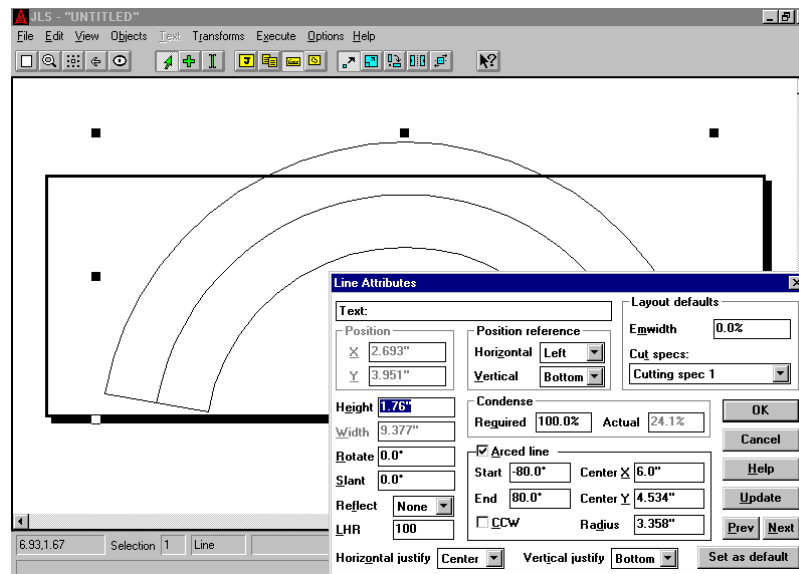 JLS - "UNTITLED"
File Edit View Objects Text Transforms Execute Options Help
J
Line Attributes
Text:
Layout defaults
Emwidth 0.0%
Cut specs:
Cutting spec 1
Position
X 2.693"
Y 3.951"
Position reference
Horizontal Left
Vertical Bottom
Height 1.76"
Width 9.377"
Rotate 0.0°
Slant 0.0°
Reflect None
LHR 100
Condense
Required 100.0% Actual 24.1%
Arced line
Start -80.0° Center X 6.0"
End 80.0° Center Y 4.534"
CCW Radius 3.358"
OK
Cancel
Help
Update
Prev Next
Horizontal justify Center Vertical justify Bottom Set as default
6.93,1.67 Selection 1 Line